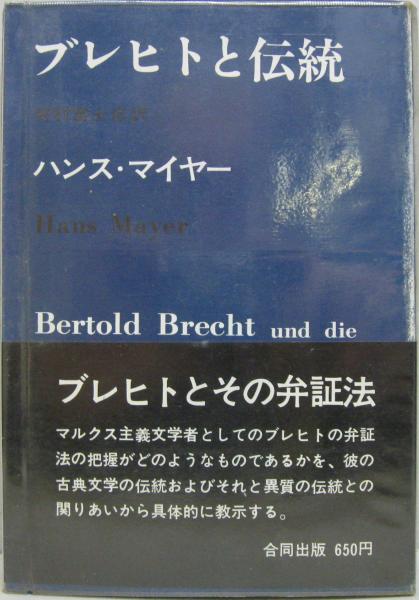 ブレヒトと伝統
ハンス・マイヤー
Hans Mayer
Bertold Brecht und die
ブレヒトとその弁証法
マルクス主義文学者としてのブレヒトの弁証
法の把握がどのようなものであるかを、彼の
古典文学の伝統およびそれと異質の伝統との
関りあいから具体的に教示する。
合同出版 650円